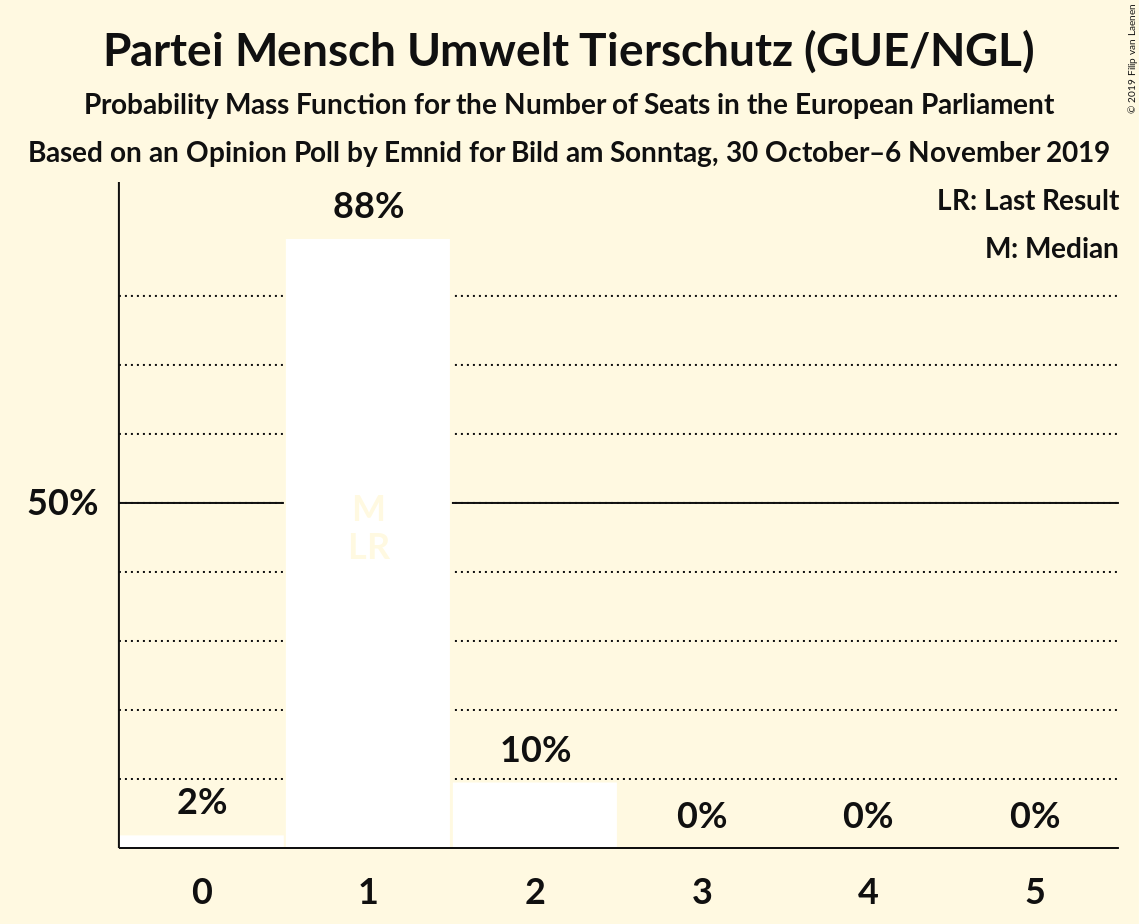 Partei Mensch Umwelt Tierschutz (GUE/NGL)
Probability Mass Function for the Number of Seats in the European Parliament
Based on an Opinion Poll by Emnid for Bild am Sonntag, 30 October–6 November 2019
© 2019 Filip van Laenen
LR: Last Result
M: Median
88%
50%
M
LR
10%
2%
0%
0%
0%
0
1
2
3
4
5